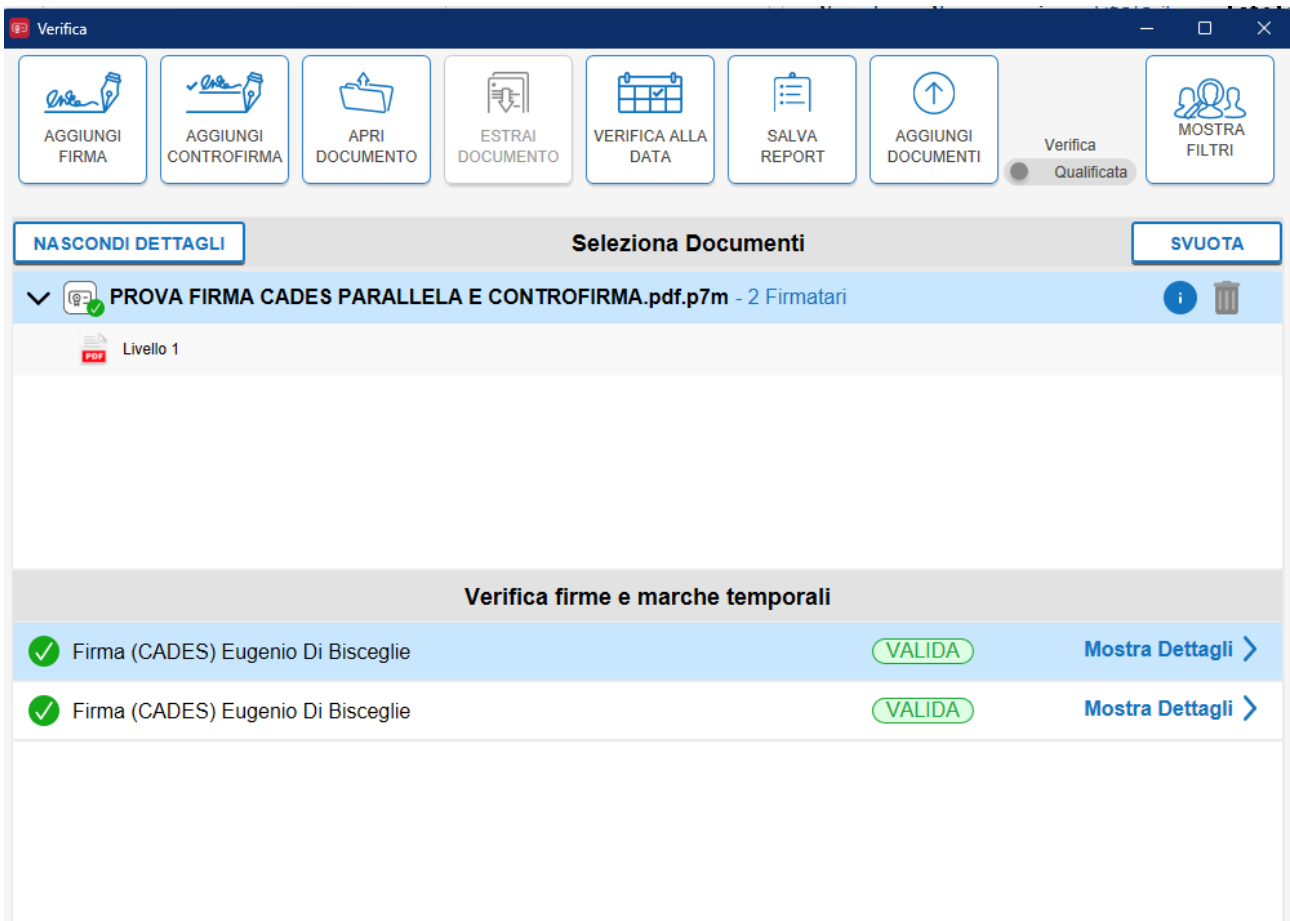 Verifica
AGGIUNGI
FIRMA
AGGIUNGI
CONTROFIRMA
APRI
DOCUMENTO
ESTRAI
DOCUMENTO
VERIFICA ALLA
DATA
SALVA
REPORT
AGGIUNGI
DOCUMENTI
Verifica
Qualificata
MOSTRA
FILTRI
NASCONDI DETTAGLI
Seleziona Documenti
SVUOTA
PROVA FIRMA CADES PARALLELA E CONTROFIRMA.pdf.p7m - 2 Firmatari
PDF
Livello 1
Verifica firme e marche temporali
Firma (CADES) Eugenio Di Bisceglie VALIDA Mostra Dettagli
Firma (CADES) Eugenio Di Bisceglie VALIDA Mostra Dettagli